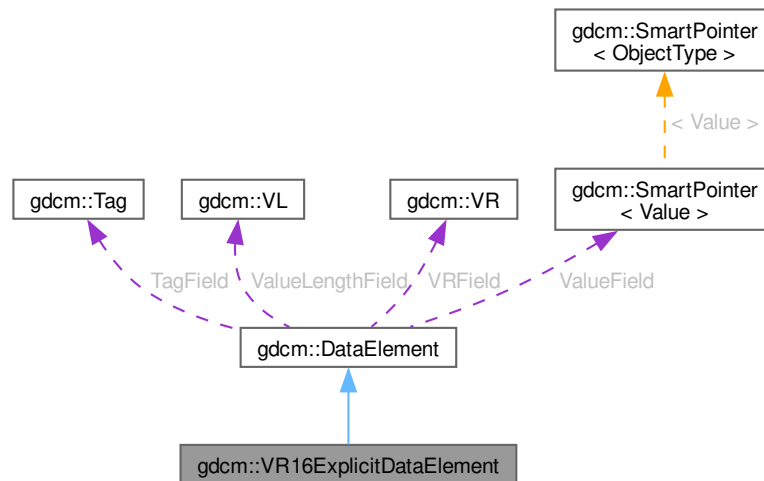 gdcm::SmartPointer
< ObjectType >
< Value >
gdcm::Tag
gdcm::VL
gdcm::VR
gdcm::SmartPointer
< Value >
TagField
ValueLengthField
VRField
ValueField
gdcm::DataElement
gdcm::VR16ExplicitDataElement